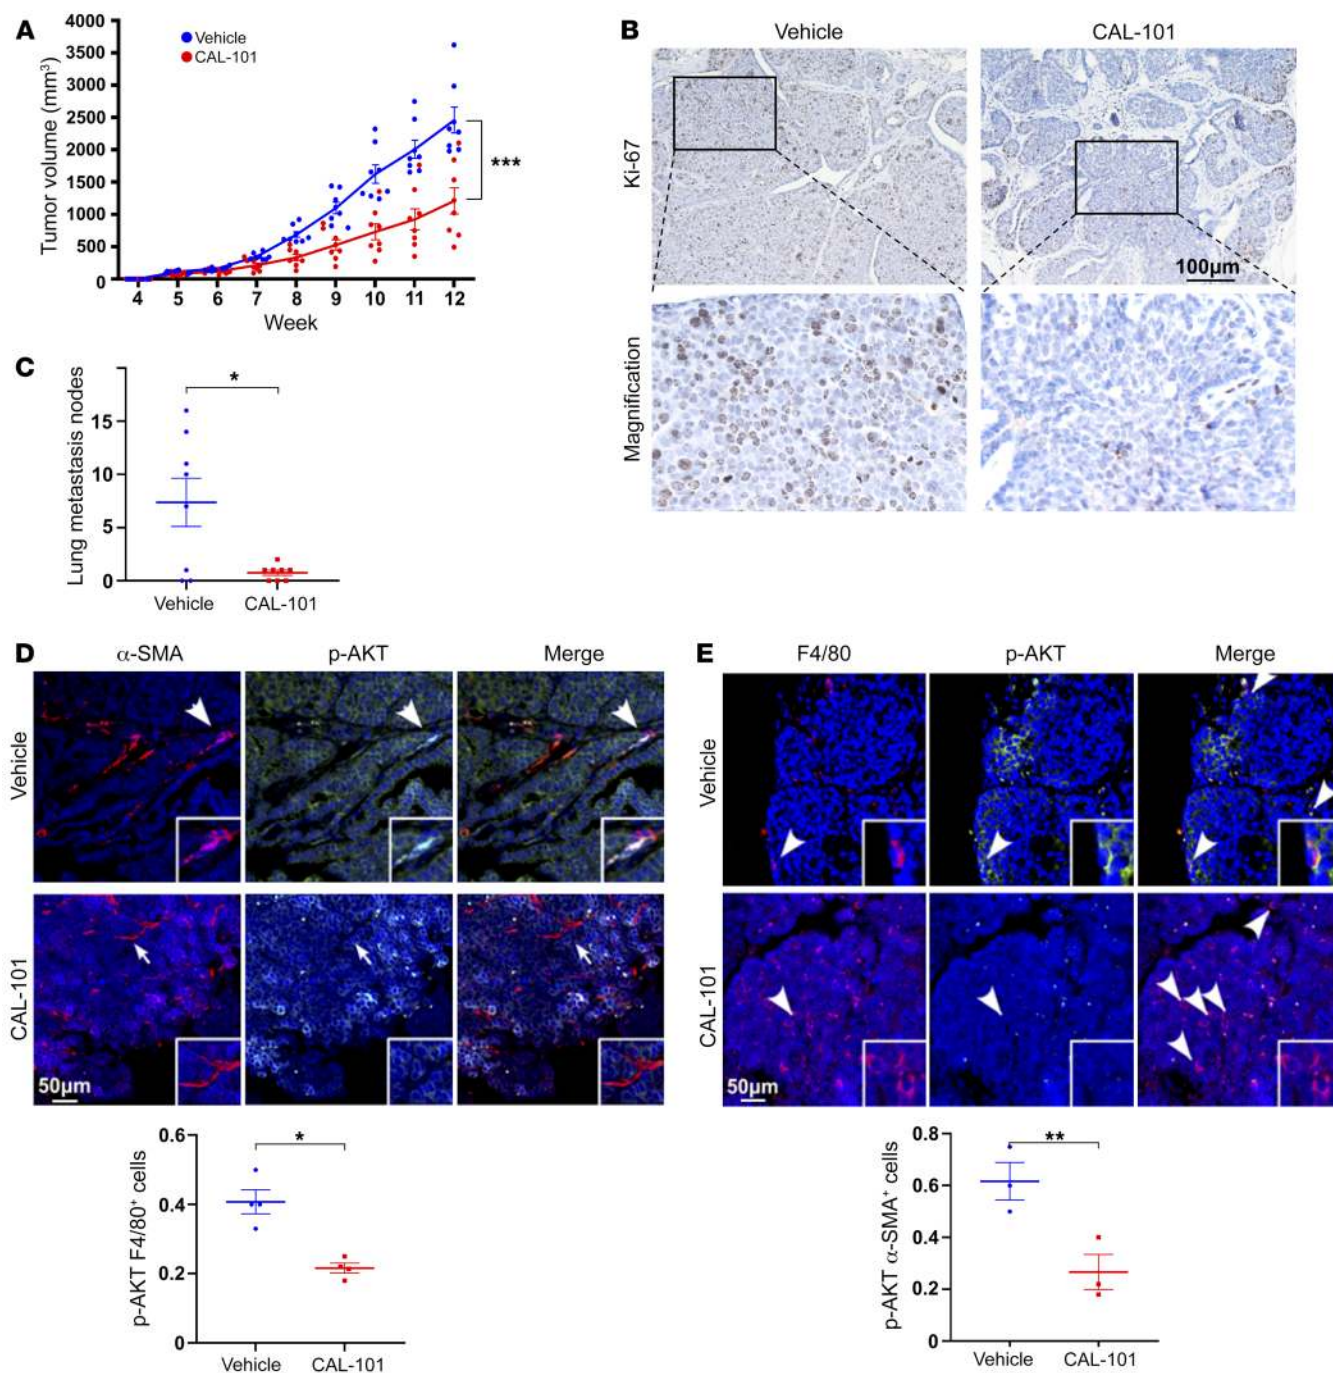 A
Tumor volume (mm³)
4000
3500
3000
2500
2000
1500
1000
500
0
Vehicle
CAL-101
***
4 5 6 7 8 9 10 11 12
Week
B
Vehicle CAL-101
Ki-67
100µm
Magnification
C
Lung metastasis nodes
15
10
5
0
*
Vehicle CAL-101
D
α-SMA p-AKT Merge
Vehicle
CAL-101
50µm
p-AKT F4/80⁺ cells
0.6
0.4
0.2
0
*
Vehicle CAL-101
E
F4/80 p-AKT Merge
Vehicle
CAL-101
50µm
p-AKT α-SMA⁺ cells
0.8
0.6
0.4
0.2
0
**
Vehicle CAL-101